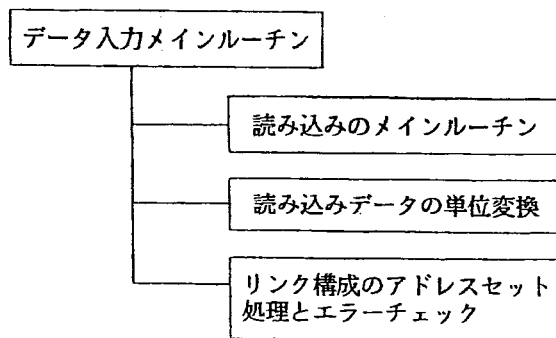 データ入力メインルーチン
読み込みのメインルーチン
読み込みデータの単位変換
リンク構成のアドレスセット
処理とエラーチェック